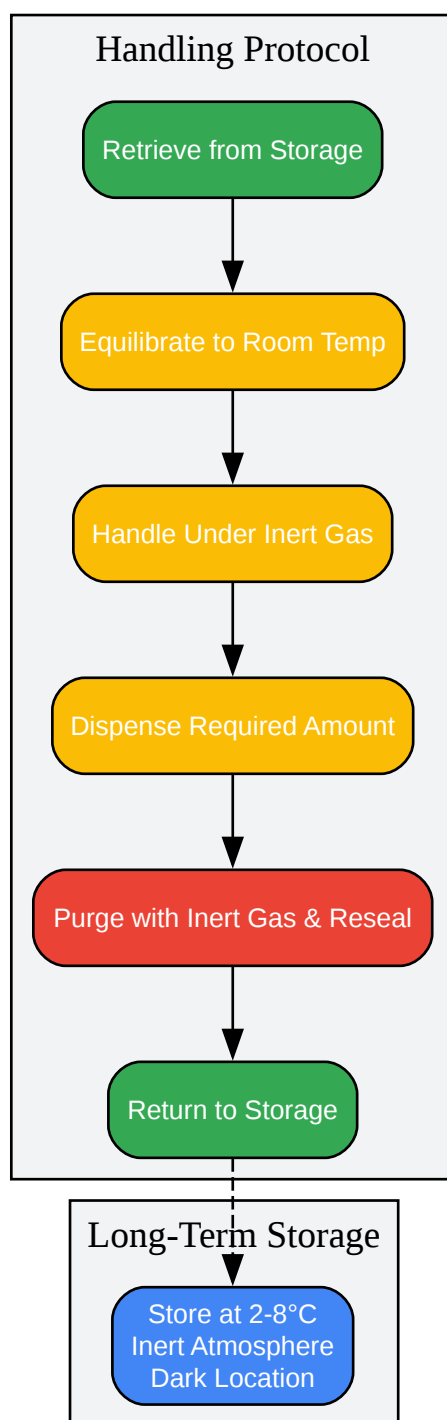 Handling Protocol
Retrieve from Storage
Equilibrate to Room Temp
Handle Under Inert Gas
Dispense Required Amount
Purge with Inert Gas & Reseal
Return to Storage
Long-Term Storage
Store at 2-8°C
Inert Atmosphere
Dark Location